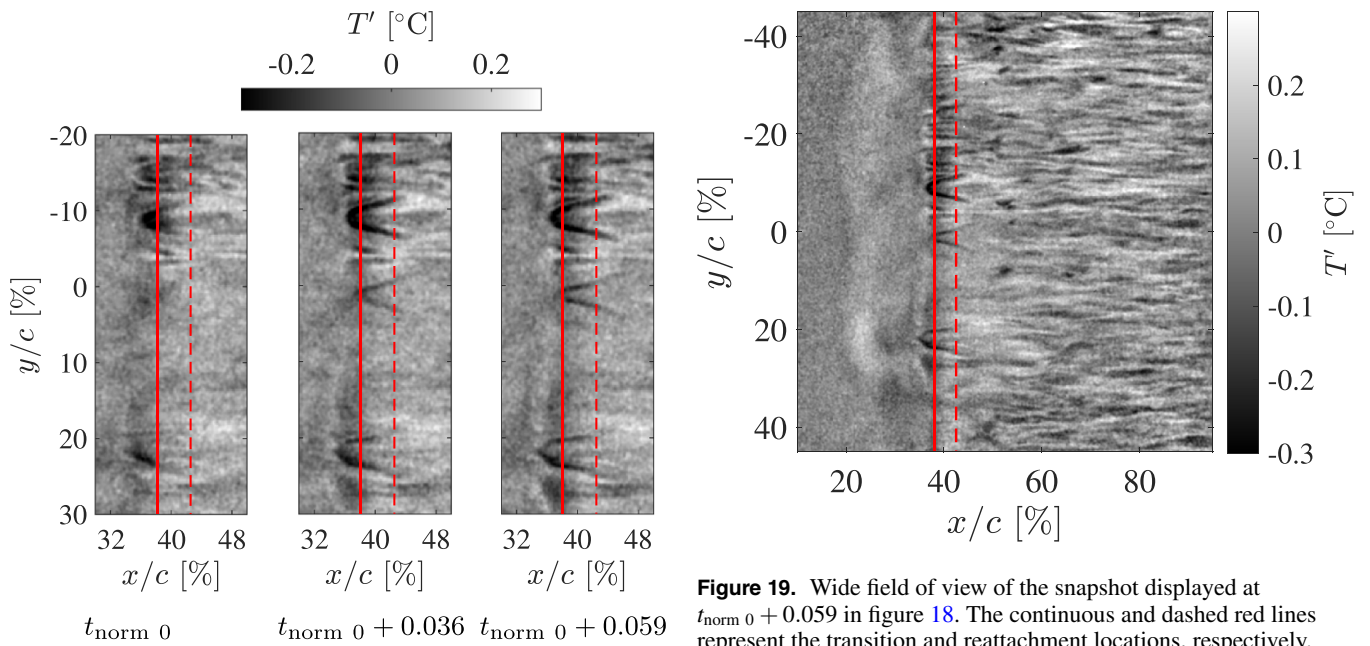 T′ [°C]
-0.2 0 0.2
-20
-10
0
10
20
30
y/c [%]
32 40 48
32 40 48
32 40 48
x/c [%]
x/c [%]
x/c [%]
t_norm 0
t_norm 0 + 0.036
t_norm 0 + 0.059
-40
-20
0
20
40
y/c [%]
20 40 60 80
x/c [%]
0.2
0.1
0
-0.1
-0.2
-0.3
T′ [°C]
Figure 19. Wide field of view of the snapshot displayed at
t_norm 0 + 0.059 in figure 18. The continuous and dashed red lines
represent the transition and reattachment locations, respectively.